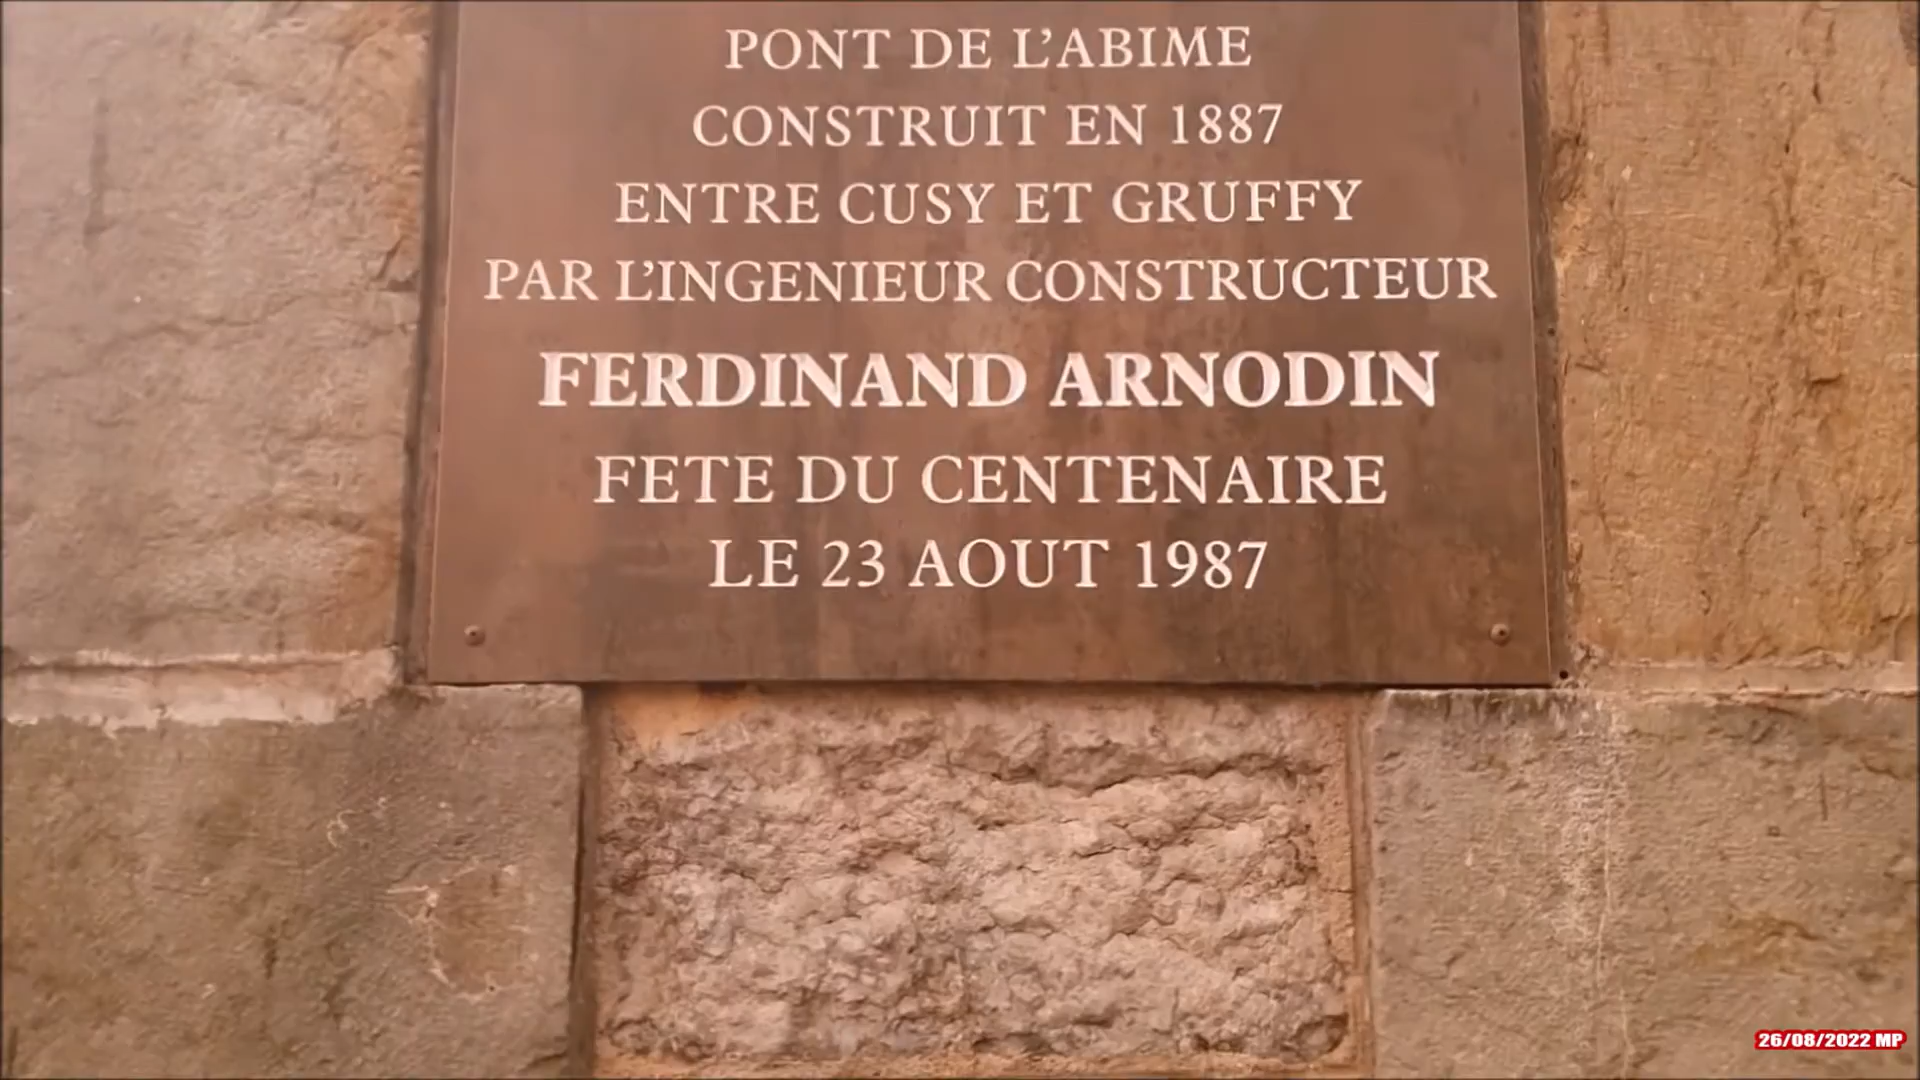 PONT DE L'ABIME
CONSTRUIT EN 1887
ENTRE CUSY ET GRUFFY
PAR L'INGENIEUR CONSTRUCTEUR
FERDINAND ARNODIN
FETE DU CENTENAIRE
LE 23 AOUT 1987
26/08/2022 MP